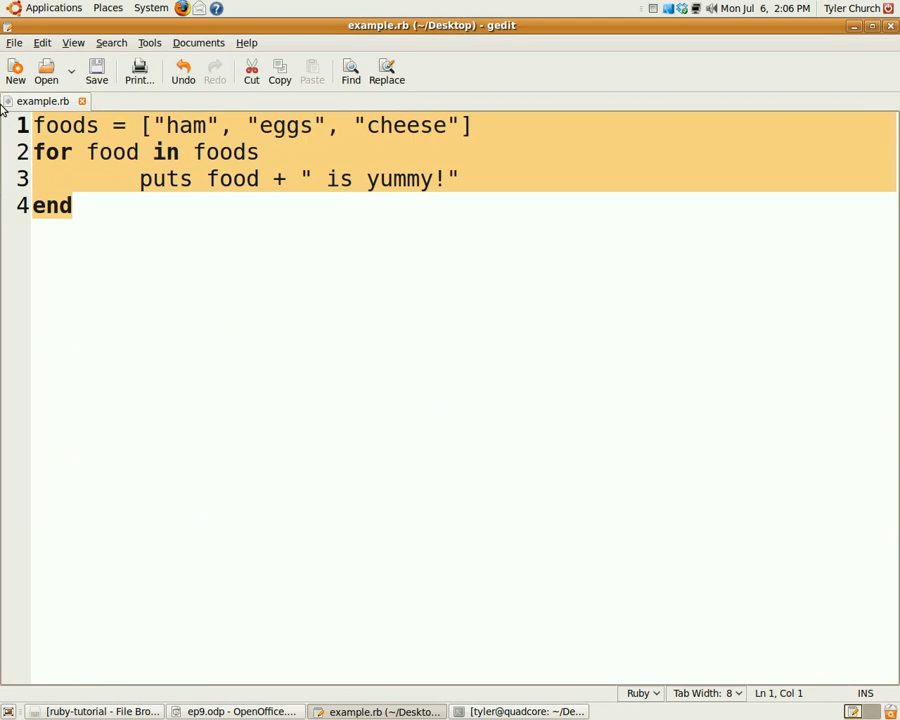 Applications Places System Mon Jul 6, 2:06 PM Tyler Church
example.rb (~/Desktop) - gedit
File Edit View Search Tools Documents Help
New Open Save Print... Undo Redo Cut Copy Paste Find Replace
example.rb
1 foods = ["ham", "eggs", "cheese"]
2 for food in foods
3 puts food + " is yummy!"
4 end
Ruby Tab Width: 8 Ln 1, Col 1 INS
[ruby-tutorial - File Bro... ep9.odp - OpenOffice.... example.rb (~/Deskto... [tyler@quadcore: ~/De...